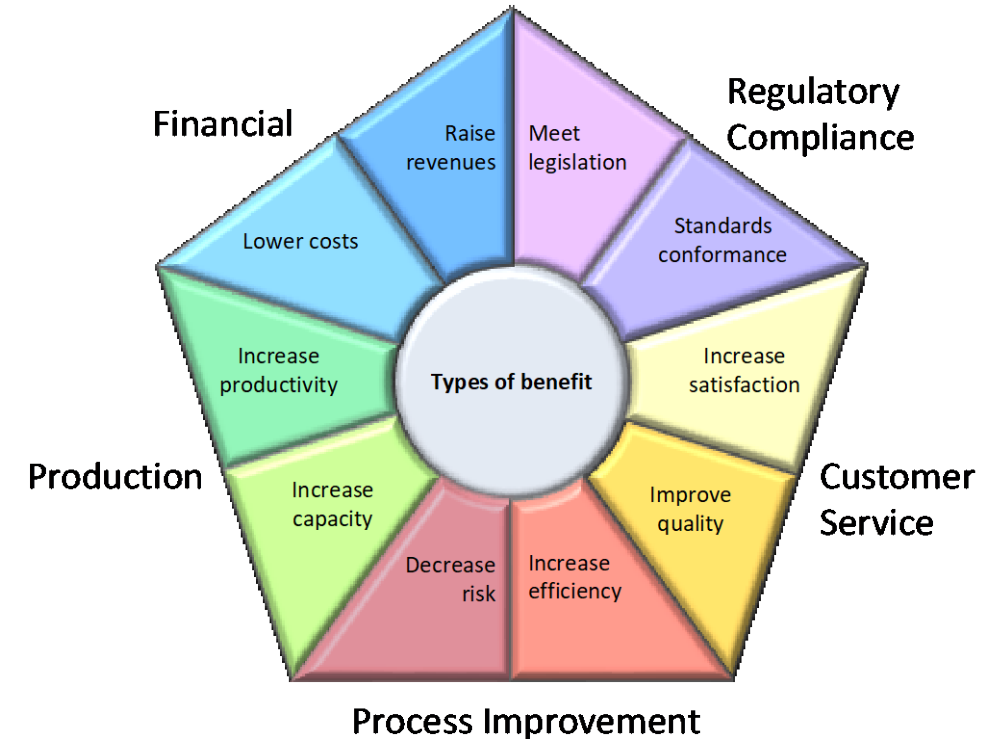 Financial
Regulatory
Compliance
Raise
revenues
Meet
legislation
Lower costs
Standards
conformance
Increase
productivity
Types of benefit
Increase
satisfaction
Production
Increase
capacity
Improve
quality
Customer
Service
Decrease
risk
Increase
efficiency
Process Improvement